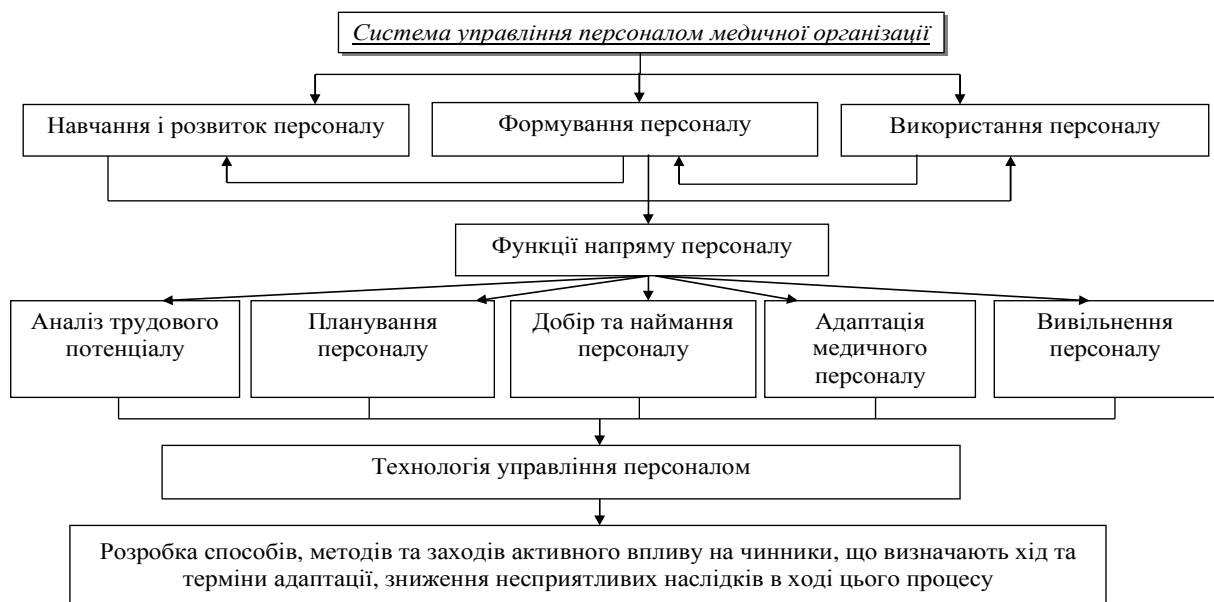 Система управління персоналом медичної організації
Навчання і розвиток персоналу
Формування персоналу
Використання персоналу
Функції напряму персоналу
Аналіз трудового
потенціалу
Планування
персоналу
Добір та наймання
персоналу
Адаптація
медичного
персоналу
Вивільнення
персоналу
Технологія управління персоналом
Розробка способів, методів та заходів активного впливу на чинники, що визначають хід та
терміни адаптації, зниження несприятливих наслідків в ході цього процесу